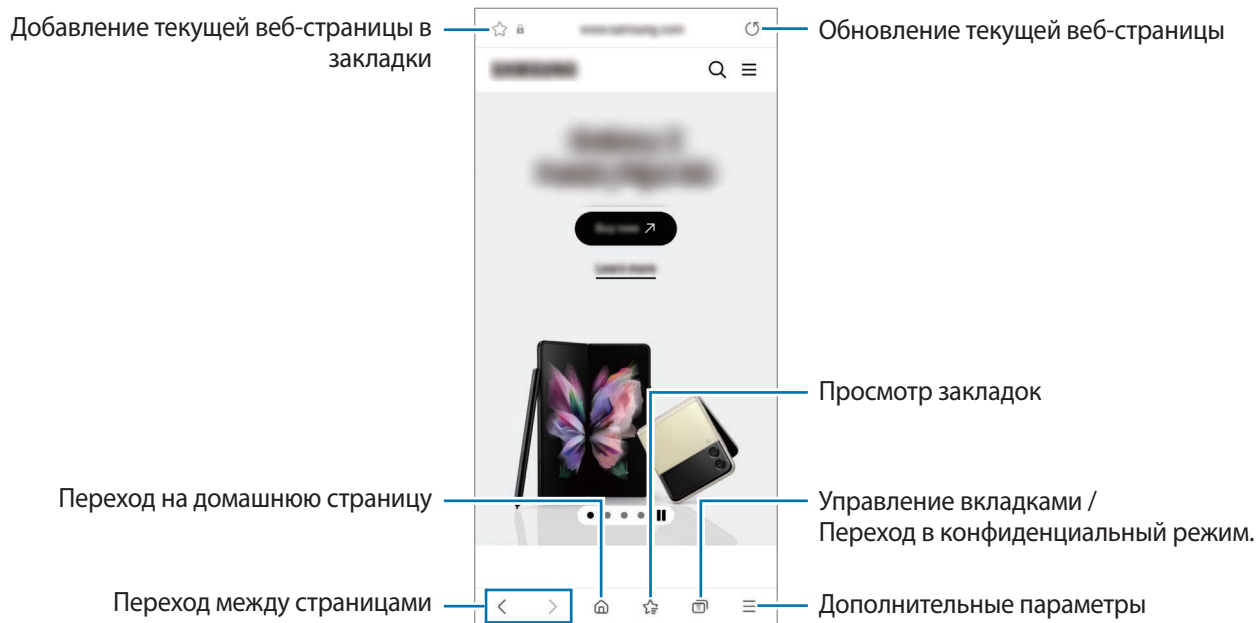 Добавление текущей веб-страницы в
закладки
Обновление текущей веб-страницы
Просмотр закладок
Переход на домашнюю страницу
Управление вкладками /
Переход в конфиденциальный режим.
Переход между страницами
Дополнительные параметры